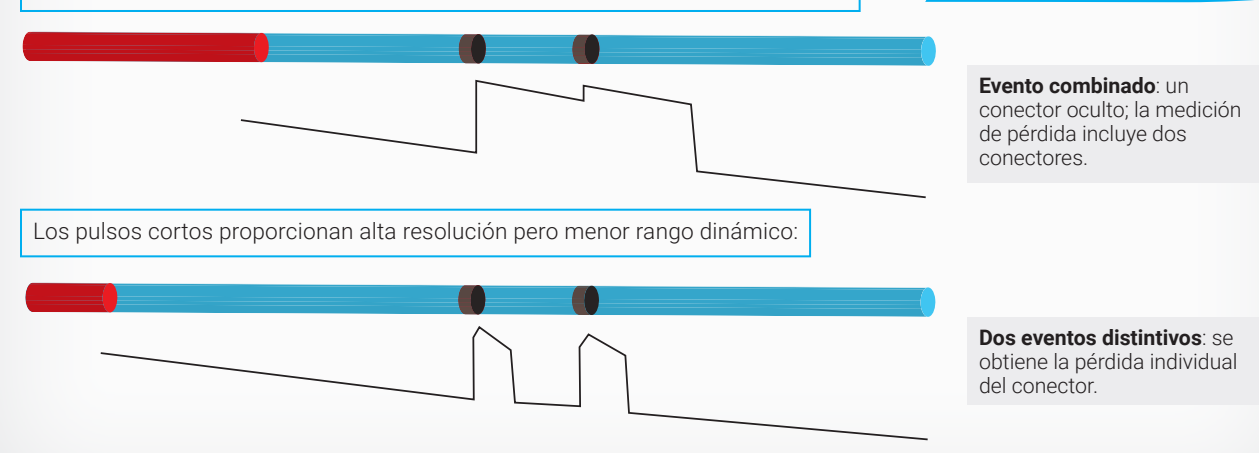 Evento combinado: un
conector oculto; la medición
de pérdida incluye dos
conectores.
Los pulsos cortos proporcionan alta resolución pero menor rango dinámico:
Dos eventos distintivos: se
obtiene la pérdida individual
del conector.